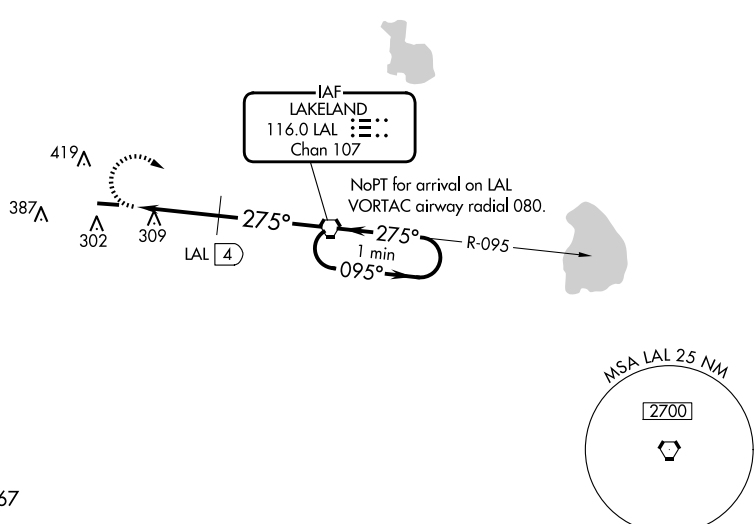 IAF
LAKELAND
116.0 LAL
Chan 107
419
NoPT for arrival on LAL
VORTAC airway radial 080.
387
302
309
LAL 4
275°
275°
1 min
095°
R-095
MSA LAL 25 NM
2700
67